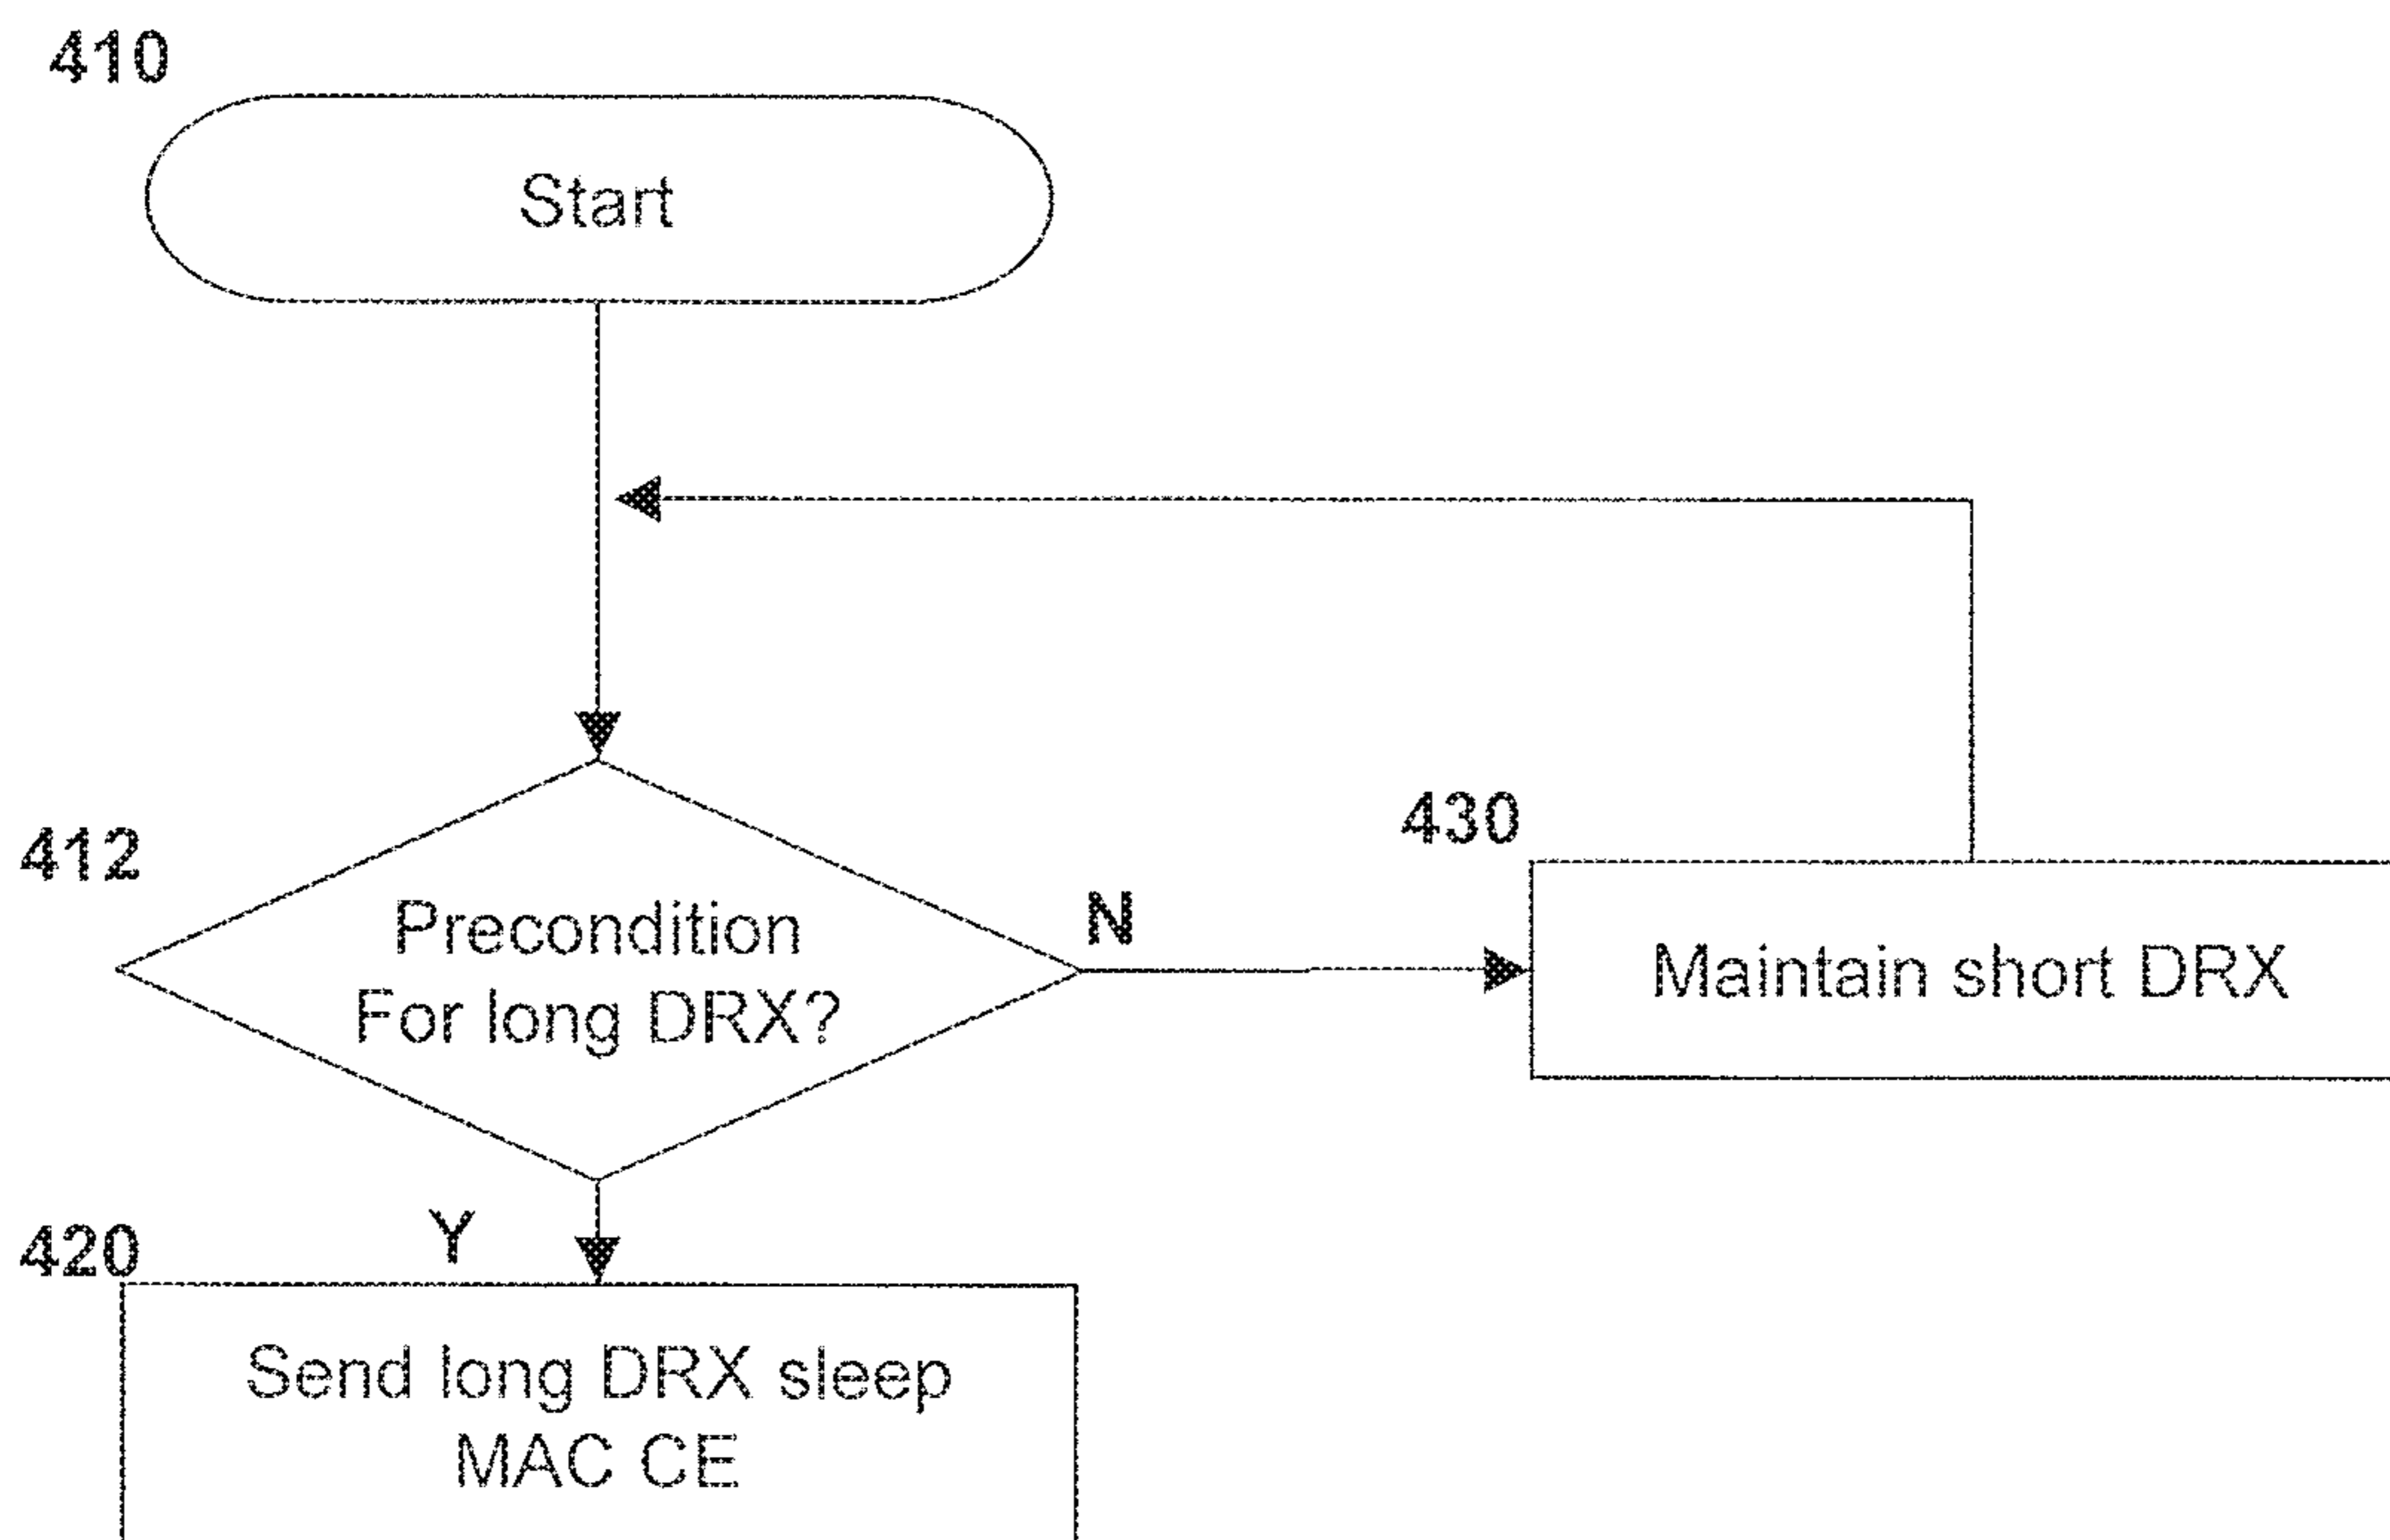 410
Start
412
Precondition
For long DRX?
N
430
Maintain short DRX
Y
420
Send long DRX sleep
MAC CE